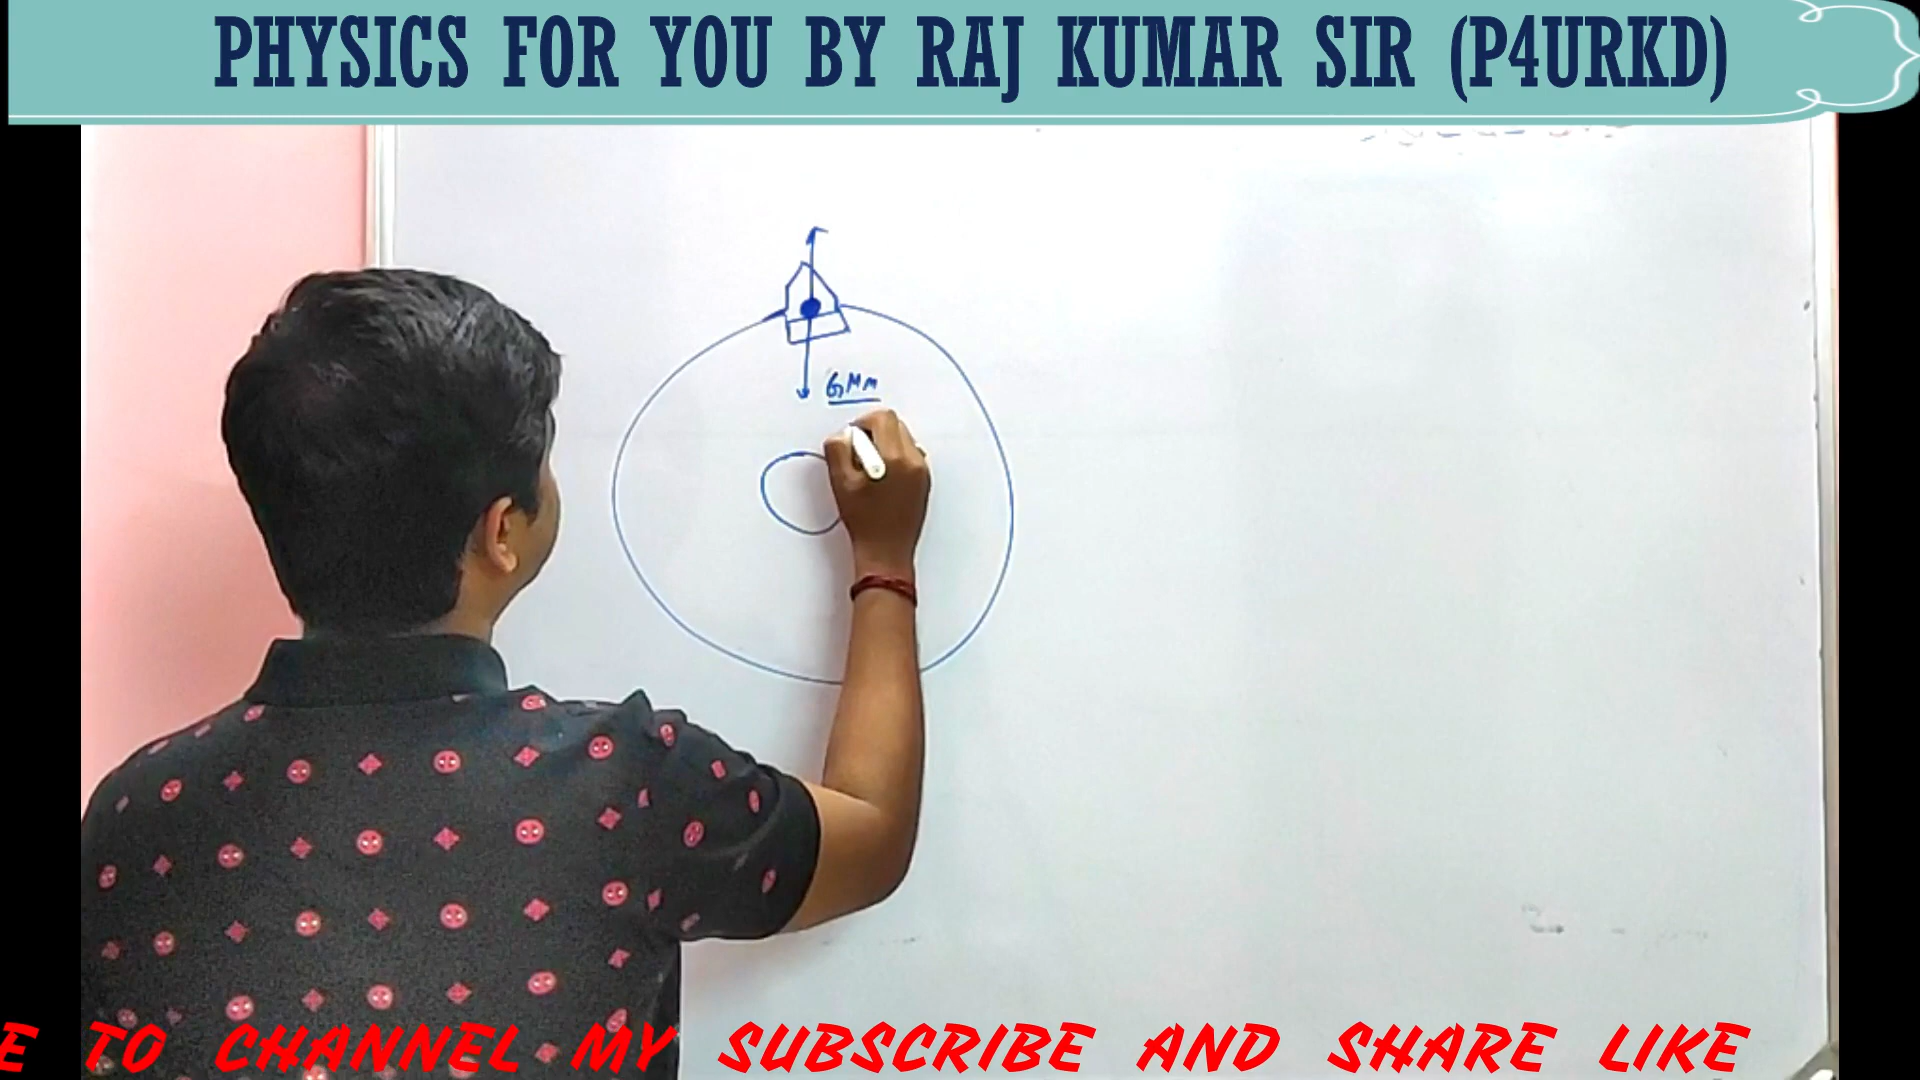 PHYSICS FOR YOU BY RAJ KUMAR SIR (P4URKD)
GMm
E TO CHANNEL MY SUBSCRIBE AND SHARE LIKE